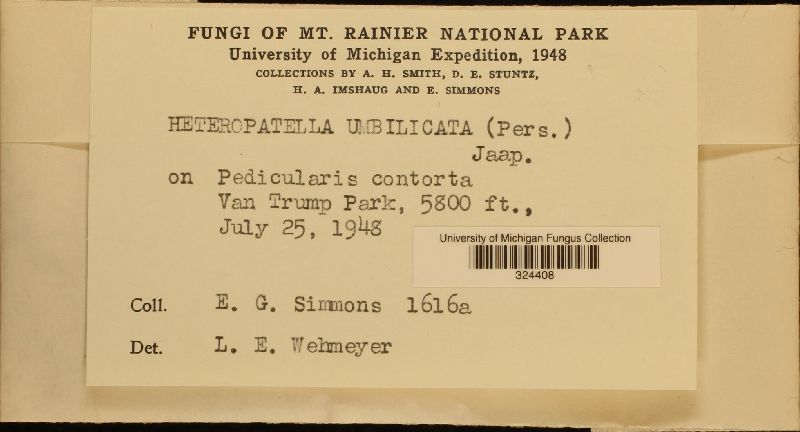 FUNGI OF MT. RAINIER NATIONAL PARK
University of Michigan Expedition, 1948
COLLECTIONS BY A. H. SMITH, D. E. STUNTZ,
H. A. IMSHAUG AND E. SIMMONS
HETEROPATELLA UMBILICATA (Pers.)
Jaap.
on Pedicularis contorta
Van Trump Park, 5800 ft.,
July 25, 1948
University of Michigan Fungus Collection
324408
Coll. E. G. Simmons 1616a
Det. L. E. Wehmeyer